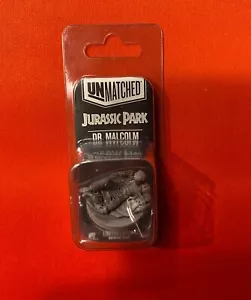 UNMATCHED
JURASSIC PARK
DR. MALCOLM